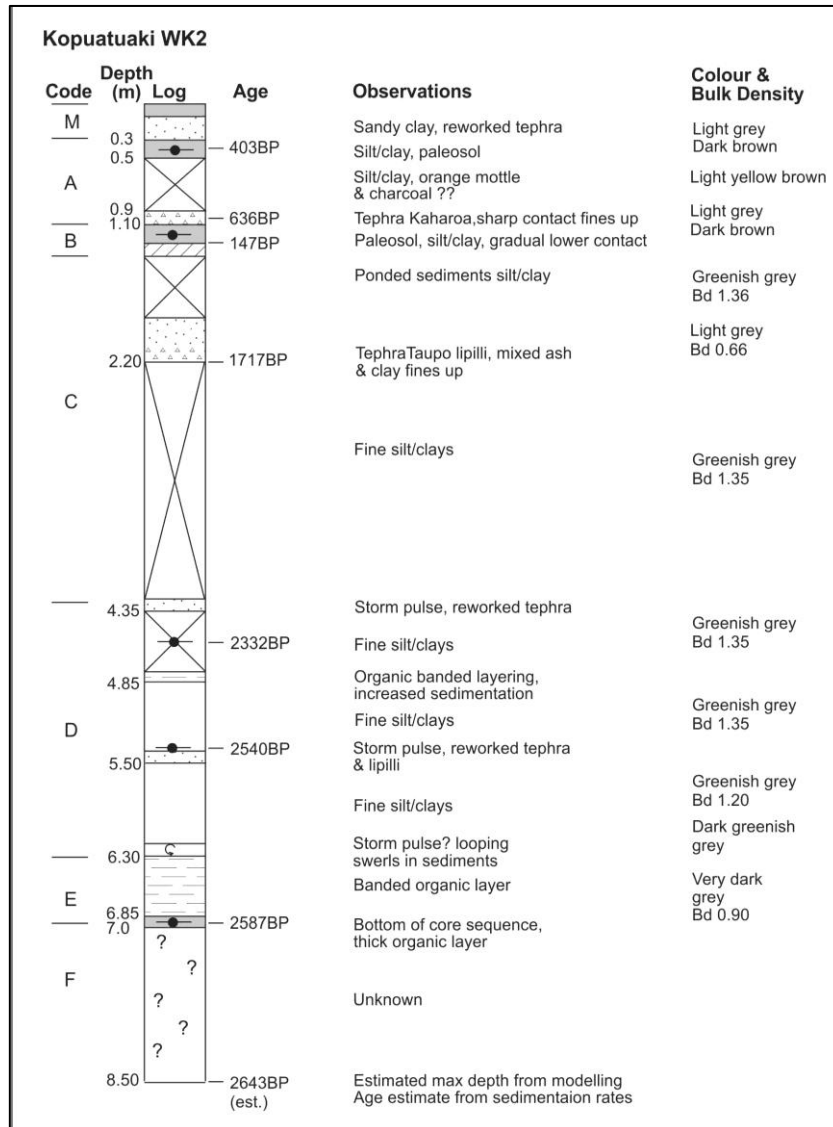 Kopuatuaki WK2
Code Depth (m) Log Age Observations Colour & Bulk Density
M Sandy clay, reworked tephra Light grey
0.3 403BP Silt/clay, paleosol Dark brown
0.5
A Silt/clay, orange mottle Light yellow brown
& charcoal ??
0.9 636BP Tephra Kaharoa,sharp contact fines up Light grey
1.10
B 147BP Paleosol, silt/clay, gradual lower contact Dark brown
Ponded sediments silt/clay Greenish grey
Bd 1.36
Light grey
Bd 0.66
2.20 1717BP TephraTaupo lipilli, mixed ash
& clay fines up
C
Fine silt/clays Greenish grey
Bd 1.35
4.35 Storm pulse, reworked tephra
2332BP Fine silt/clays Greenish grey
Bd 1.35
4.85 Organic banded layering,
increased sedimentation
D Fine silt/clays Greenish grey
Bd 1.35
2540BP Storm pulse, reworked tephra
5.50 & lipilli
Fine silt/clays Greenish grey
Bd 1.20
Storm pulse? looping Dark greenish
6.30 swerls in sediments grey
E Banded organic layer Very dark
grey
Bd 0.90
6.85 2587BP Bottom of core sequence,
7.0 thick organic layer
?
?
F
? Unknown
?
?
8.50 2643BP Estimated max depth from modelling
(est.) Age estimate from sedimentaion rates